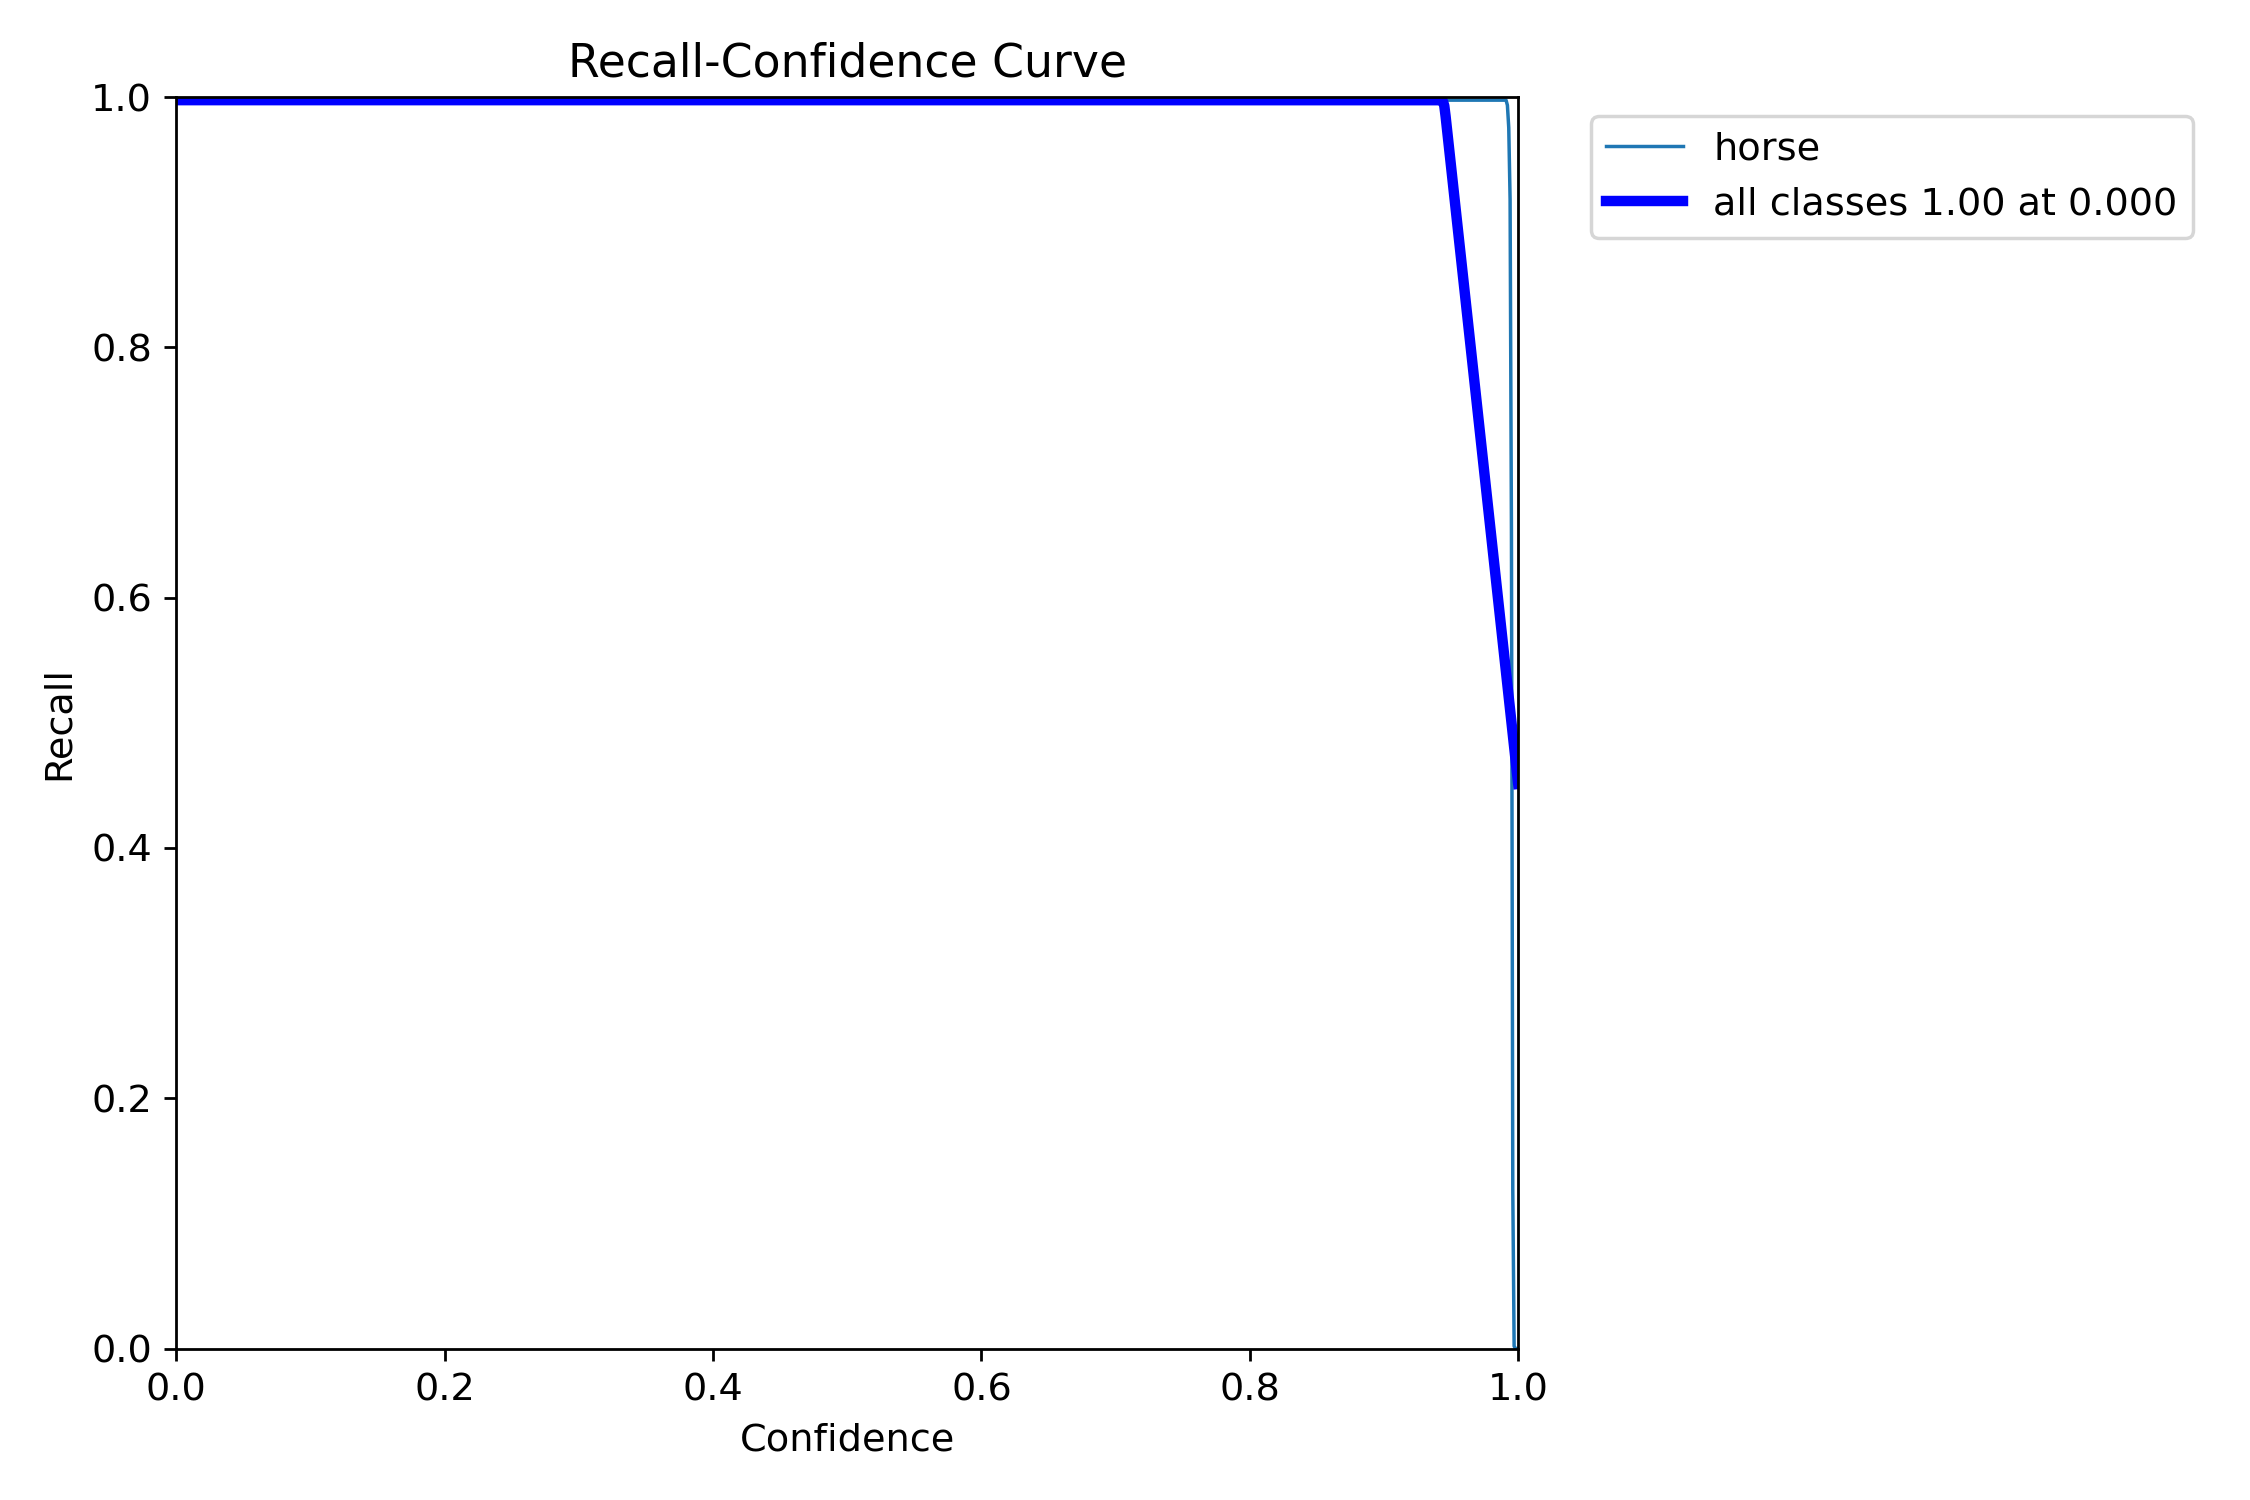 Recall-Confidence Curve
1.0
0.8
0.6
0.4
0.2
0.0
Recall
0.0 0.2 0.4 0.6 0.8 1.0
Confidence
horse
all classes 1.00 at 0.000